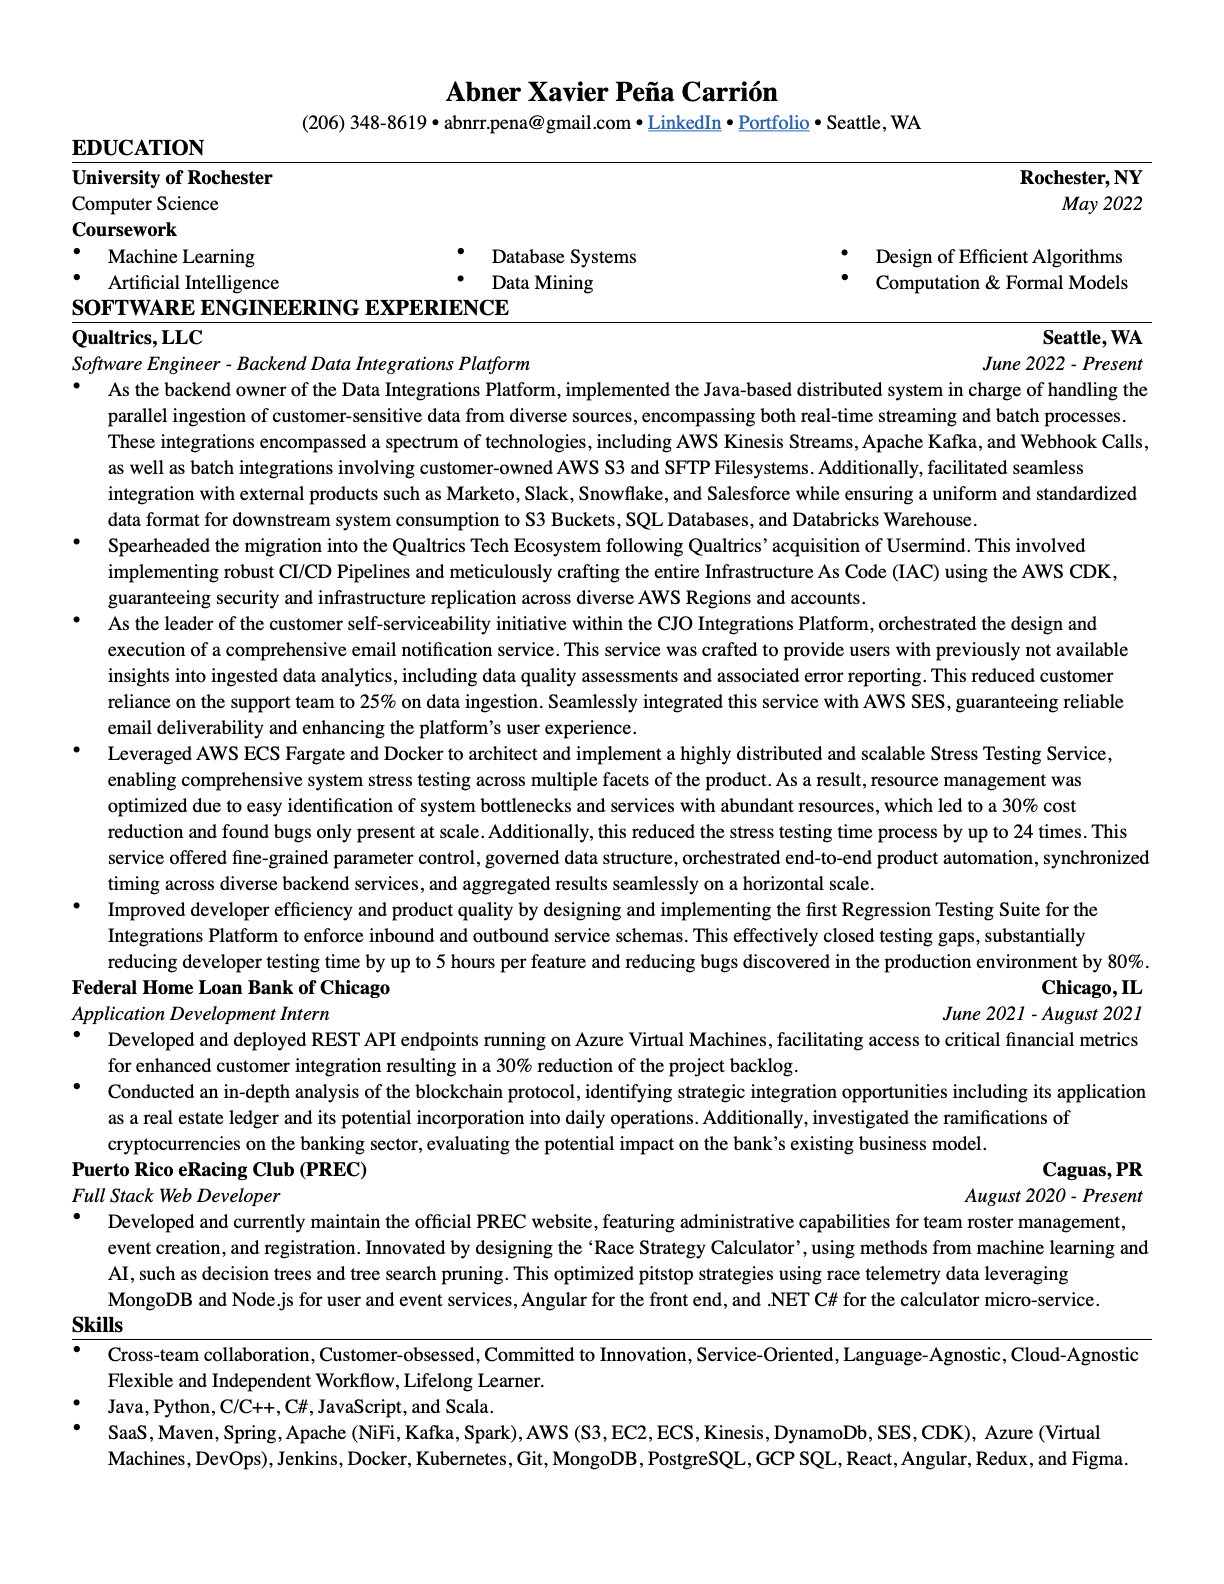 Abner Xavier Peña Carrión
(206) 348-8619 • abnrr.pena@gmail.com • LinkedIn • Portfolio • Seattle, WA
EDUCATION
University of Rochester Rochester, NY
Computer Science May 2022
Coursework
• Machine Learning • Database Systems • Design of Efficient Algorithms
• Artificial Intelligence • Data Mining • Computation & Formal Models
SOFTWARE ENGINEERING EXPERIENCE
Qualtrics, LLC Seattle, WA
Software Engineer - Backend Data Integrations Platform June 2022 - Present
• As the backend owner of the Data Integrations Platform, implemented the Java-based distributed system in charge of handling the
parallel ingestion of customer-sensitive data from diverse sources, encompassing both real-time streaming and batch processes.
These integrations encompassed a spectrum of technologies, including AWS Kinesis Streams, Apache Kafka, and Webhook Calls,
as well as batch integrations involving customer-owned AWS S3 and SFTP Filesystems. Additionally, facilitated seamless
integration with external products such as Marketo, Slack, Snowflake, and Salesforce while ensuring a uniform and standardized
data format for downstream system consumption to S3 Buckets, SQL Databases, and Databricks Warehouse.
• Spearheaded the migration into the Qualtrics Tech Ecosystem following Qualtrics’ acquisition of Usermind. This involved
implementing robust CI/CD Pipelines and meticulously crafting the entire Infrastructure As Code (IAC) using the AWS CDK,
guaranteeing security and infrastructure replication across diverse AWS Regions and accounts.
• As the leader of the customer self-serviceability initiative within the CJO Integrations Platform, orchestrated the design and
execution of a comprehensive email notification service. This service was crafted to provide users with previously not available
insights into ingested data analytics, including data quality assessments and associated error reporting. This reduced customer
reliance on the support team to 25% on data ingestion. Seamlessly integrated this service with AWS SES, guaranteeing reliable
email deliverability and enhancing the platform’s user experience.
• Leveraged AWS ECS Fargate and Docker to architect and implement a highly distributed and scalable Stress Testing Service,
enabling comprehensive system stress testing across multiple facets of the product. As a result, resource management was
optimized due to easy identification of system bottlenecks and services with abundant resources, which led to a 30% cost
reduction and found bugs only present at scale. Additionally, this reduced the stress testing time process by up to 24 times. This
service offered fine-grained parameter control, governed data structure, orchestrated end-to-end product automation, synchronized
timing across diverse backend services, and aggregated results seamlessly on a horizontal scale.
• Improved developer efficiency and product quality by designing and implementing the first Regression Testing Suite for the
Integrations Platform to enforce inbound and outbound service schemas. This effectively closed testing gaps, substantially
reducing developer testing time by up to 5 hours per feature and reducing bugs discovered in the production environment by 80%.
Federal Home Loan Bank of Chicago Chicago, IL
Application Development Intern June 2021 - August 2021
• Developed and deployed REST API endpoints running on Azure Virtual Machines, facilitating access to critical financial metrics
for enhanced customer integration resulting in a 30% reduction of the project backlog.
• Conducted an in-depth analysis of the blockchain protocol, identifying strategic integration opportunities including its application
as a real estate ledger and its potential incorporation into daily operations. Additionally, investigated the ramifications of
cryptocurrencies on the banking sector, evaluating the potential impact on the bank’s existing business model.
Puerto Rico eRacing Club (PREC) Caguas, PR
Full Stack Web Developer August 2020 - Present
• Developed and currently maintain the official PREC website, featuring administrative capabilities for team roster management,
event creation, and registration. Innovated by designing the ‘Race Strategy Calculator’, using methods from machine learning and
AI, such as decision trees and tree search pruning. This optimized pitstop strategies using race telemetry data leveraging
MongoDB and Node.js for user and event services, Angular for the front end, and .NET C# for the calculator micro-service.
Skills
• Cross-team collaboration, Customer-obsessed, Committed to Innovation, Service-Oriented, Language-Agnostic, Cloud-Agnostic
Flexible and Independent Workflow, Lifelong Learner.
• Java, Python, C/C++, C#, JavaScript, and Scala.
• SaaS, Maven, Spring, Apache (NiFi, Kafka, Spark), AWS (S3, EC2, ECS, Kinesis, DynamoDb, SES, CDK), Azure (Virtual
Machines, DevOps), Jenkins, Docker, Kubernetes, Git, MongoDB, PostgreSQL, GCP SQL, React, Angular, Redux, and Figma.